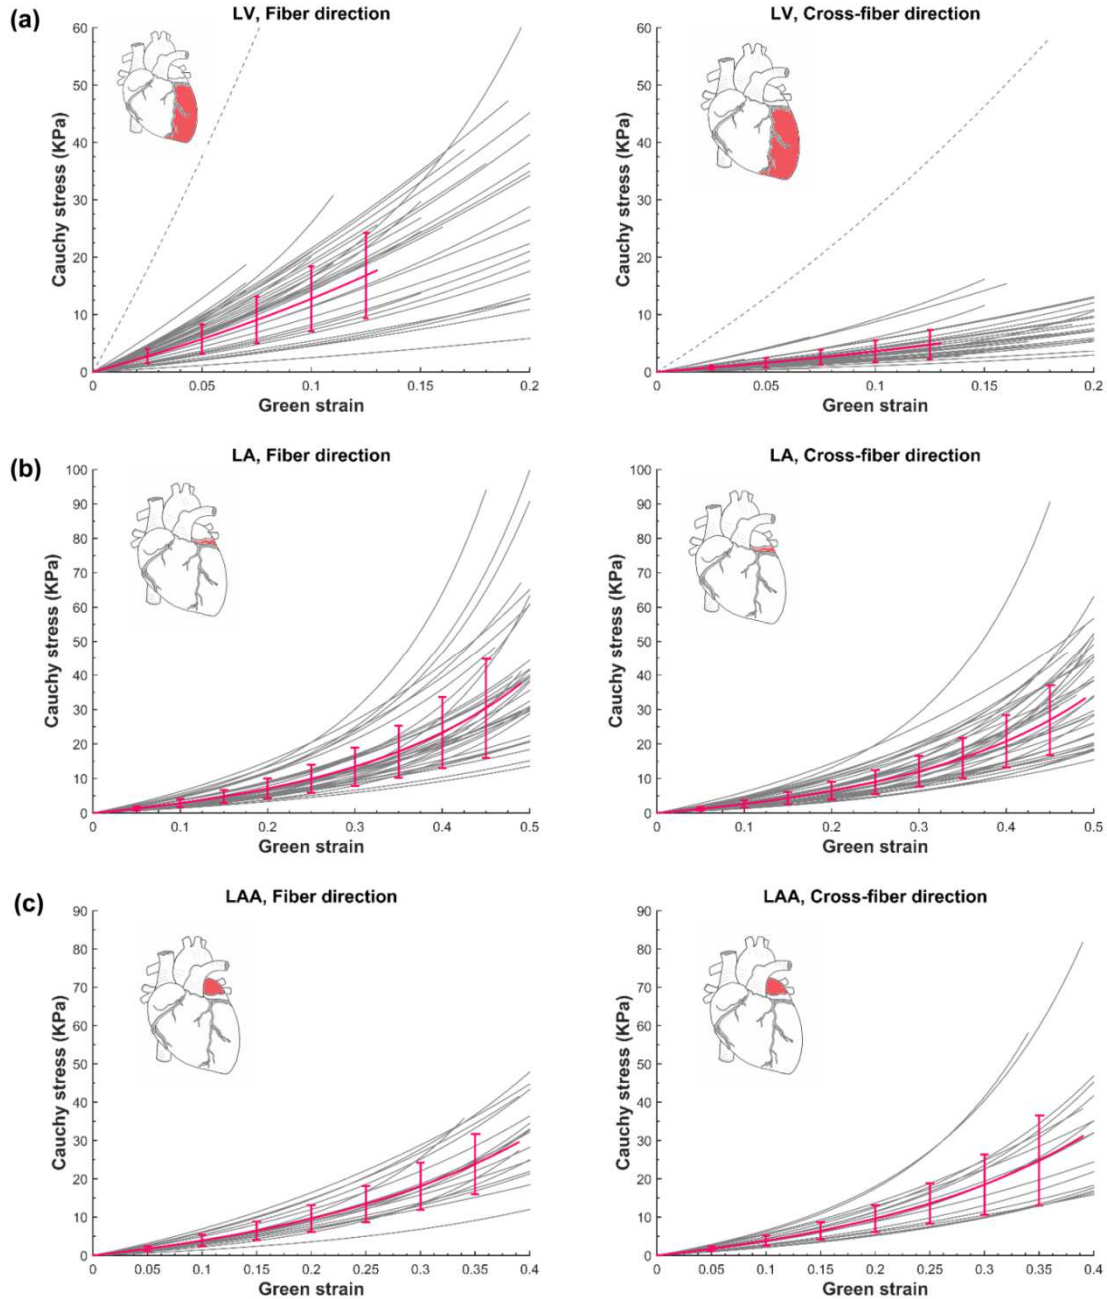 (a)
LV, Fiber direction
Cauchy stress (KPa)
60
50
40
30
20
10
0
0 0.05 0.1 0.15 0.2
Green strain
LV, Cross-fiber direction
Cauchy stress (KPa)
60
50
40
30
20
10
0
0 0.05 0.1 0.15 0.2
Green strain
(b)
LA, Fiber direction
Cauchy stress (KPa)
100
90
80
70
60
50
40
30
20
10
0
0 0.1 0.2 0.3 0.4 0.5
Green strain
LA, Cross-fiber direction
Cauchy stress (KPa)
100
90
80
70
60
50
40
30
20
10
0
0 0.1 0.2 0.3 0.4 0.5
Green strain
(c)
LAA, Fiber direction
Cauchy stress (KPa)
90
80
70
60
50
40
30
20
10
0
0 0.05 0.1 0.15 0.2 0.25 0.3 0.35 0.4
Green strain
LAA, Cross-fiber direction
Cauchy stress (KPa)
90
80
70
60
50
40
30
20
10
0
0 0.05 0.1 0.15 0.2 0.25 0.3 0.35 0.4
Green strain